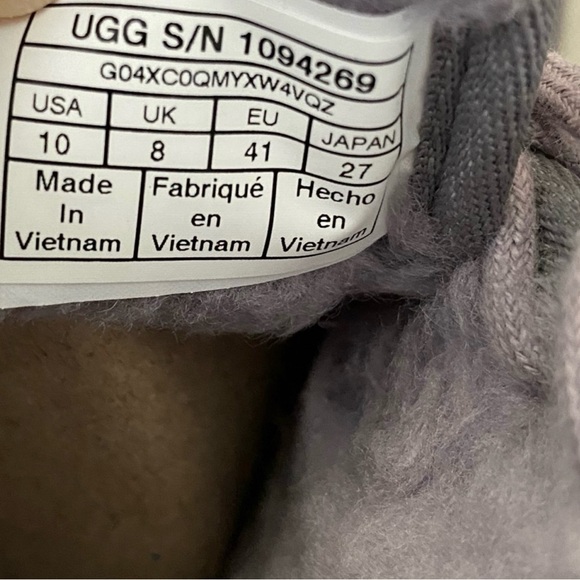 UGG S/N 1094269
G04XC0QMYXW4VQZ
USA UK EU JAPAN
10 8 41 27
Made Fabriqué Hecho
In en en
Vietnam Vietnam Vietnam